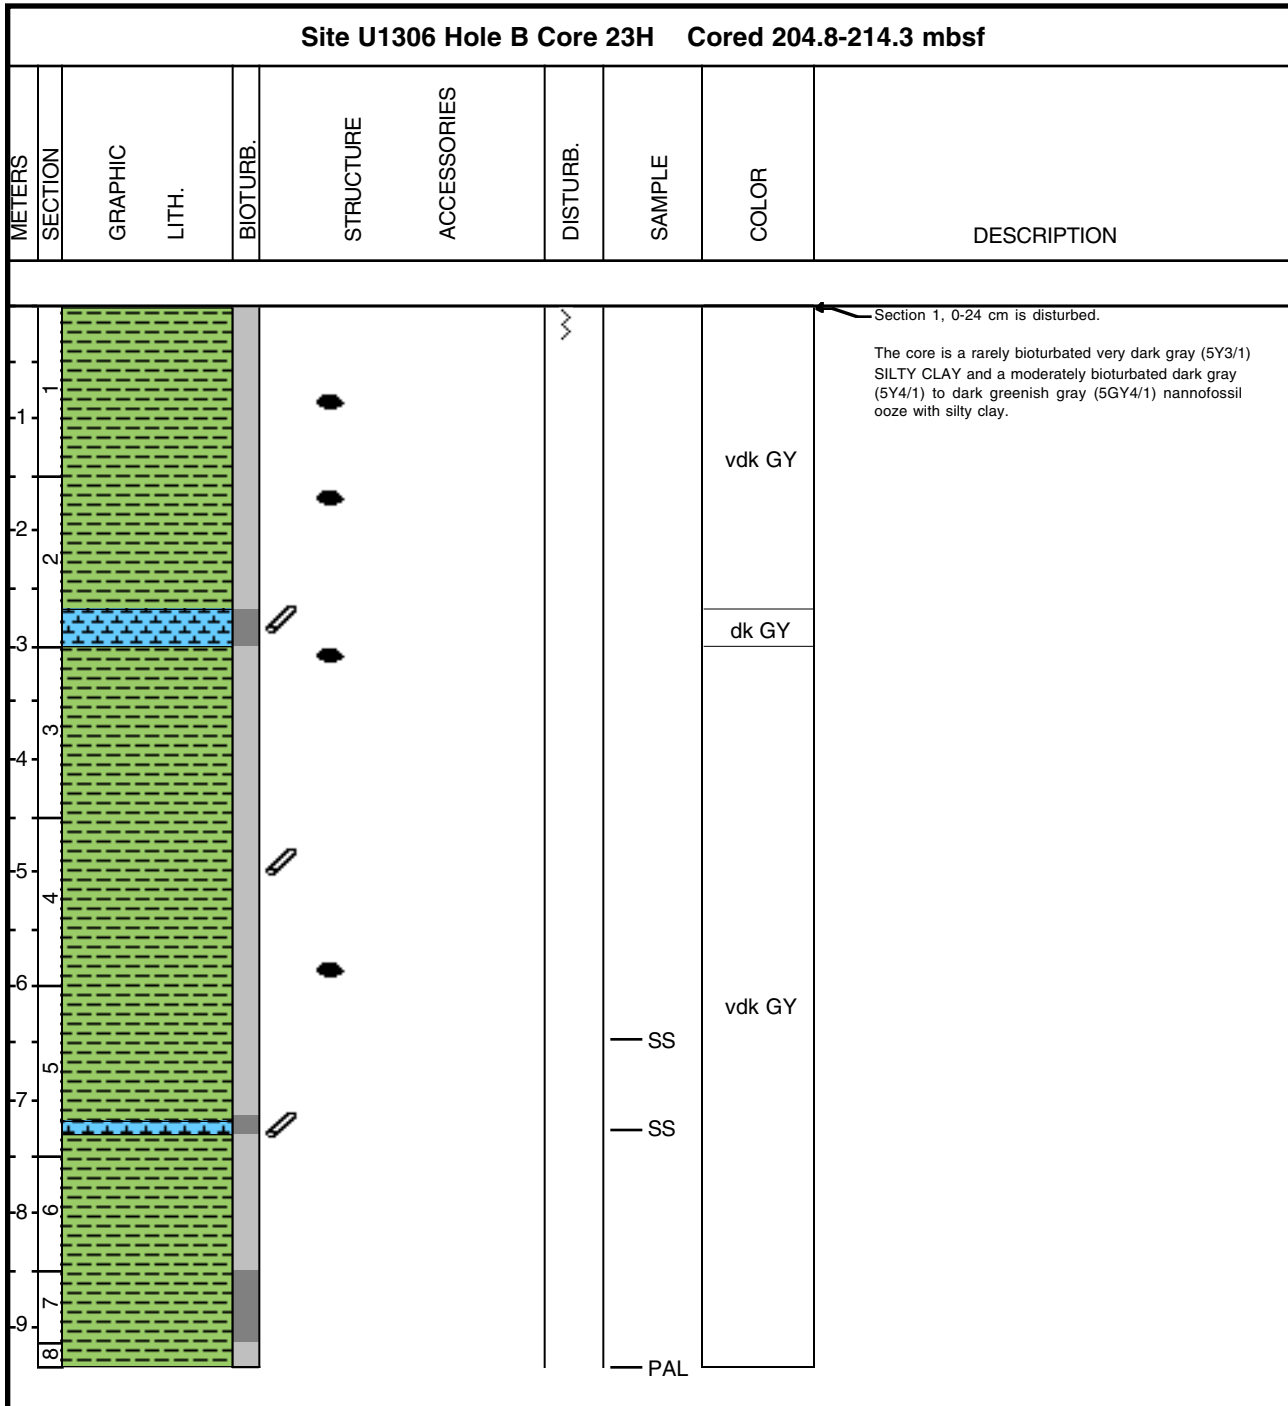 Site U1306 Hole B Core 23H Cored 204.8-214.3 mbsf
METERS
SECTION
GRAPHIC
LITH.
BIOTURB.
STRUCTURE
ACCESSORIES
DISTURB.
SAMPLE
COLOR
DESCRIPTION
Section 1, 0-24 cm is disturbed.
The core is a rarely bioturbated very dark gray (5Y3/1)
SILTY CLAY and a moderately bioturbated dark gray
(5Y4/1) to dark greenish gray (5GY4/1) nannofossil
ooze with silty clay.
1
1
vdk GY
2
2
dk GY
3
3
4
5
4
6
vdk GY
SS
5
7
SS
8
6
7
9
8
PAL